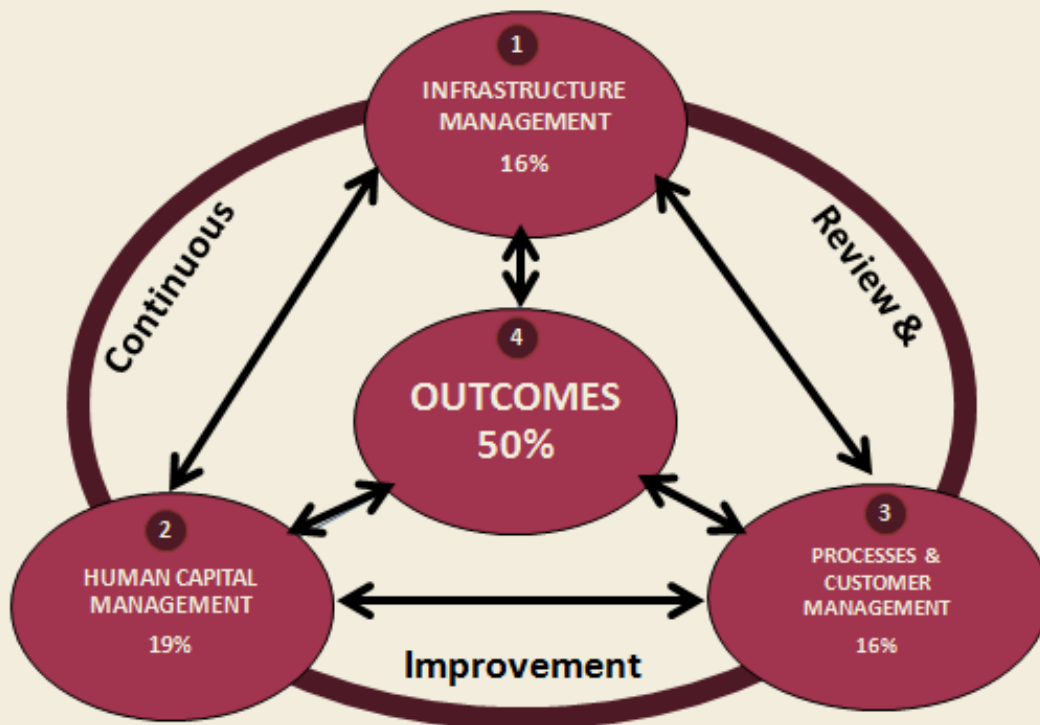 1
INFRASTRUCTURE
MANAGEMENT
16%
Continuous
Review &
4
OUTCOMES
50%
2
HUMAN CAPITAL
MANAGEMENT
19%
3
PROCESSES &
CUSTOMER
MANAGEMENT
16%
Improvement